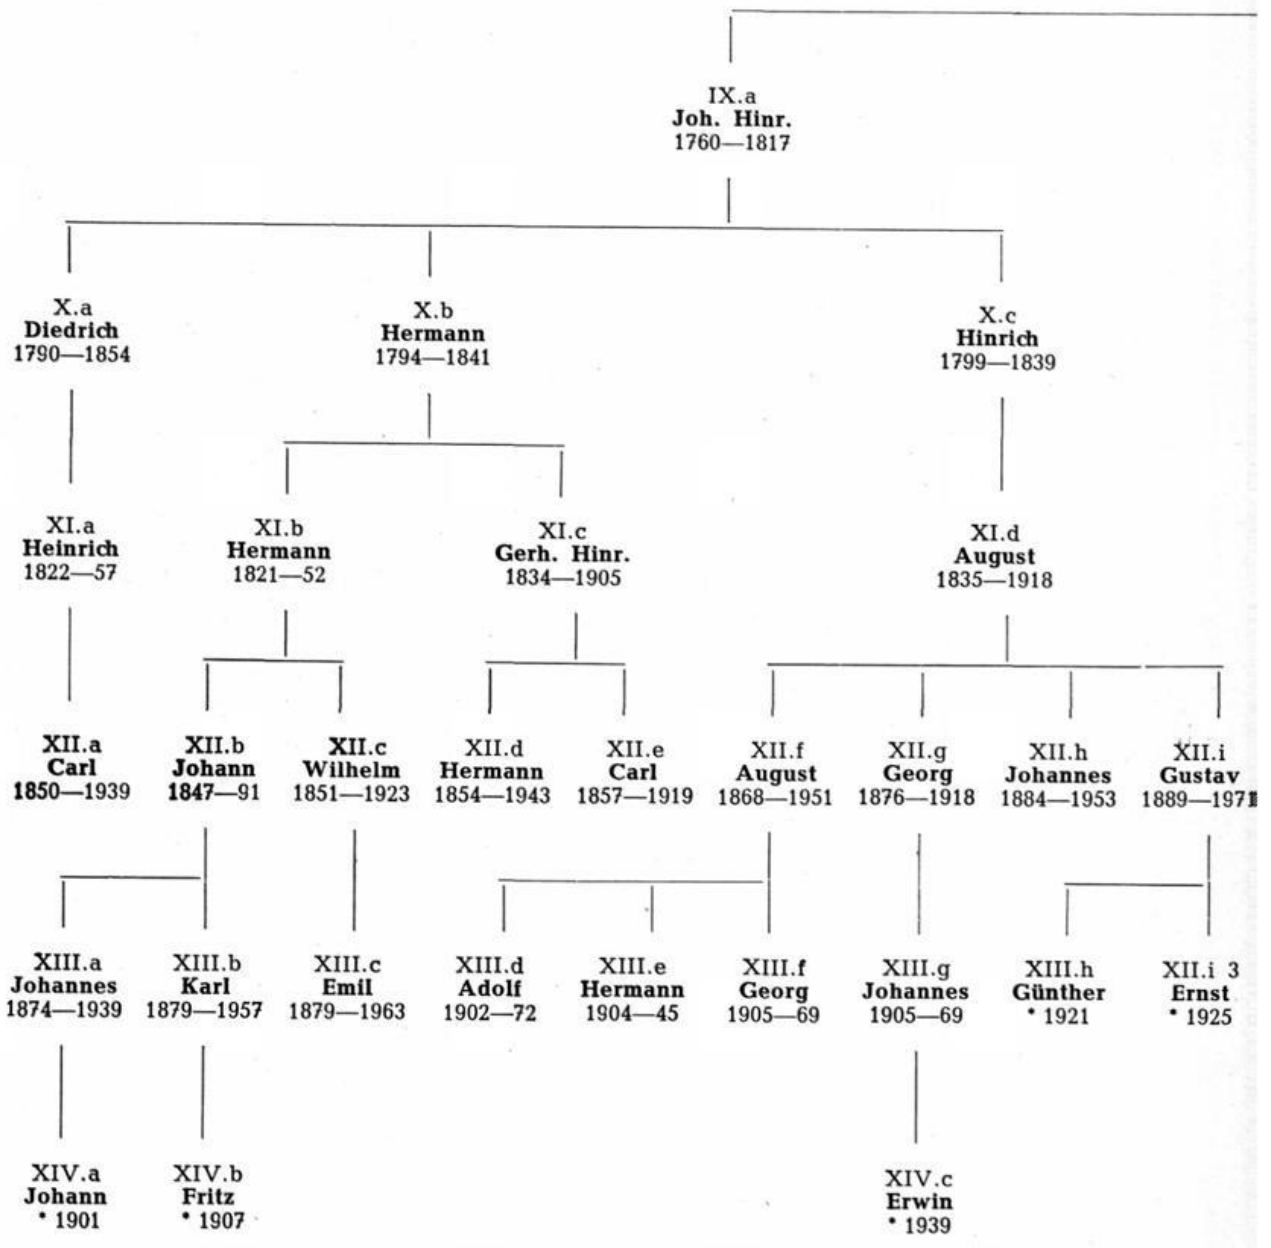 IX.a
Joh. Hinr.
1760—1817
X.a
Diedrich
1790—1854
X.b
Hermann
1794—1841
X.c
Hinrich
1799—1839
XI.a
Heinrich
1822—57
XI.b
Hermann
1821—52
XI.c
Gerh. Hinr.
1834—1905
XI.d
August
1835—1918
XII.a
Carl
1850—1939
XII.b
Johann
1847—91
XII.c
Wilhelm
1851—1923
XII.d
Hermann
1854—1943
XII.e
Carl
1857—1919
XII.f
August
1868—1951
XII.g
Georg
1876—1918
XII.h
Johannes
1884—1953
XII.i
Gustav
1889—1971
XIII.a
Johannes
1874—1939
XIII.b
Karl
1879—1957
XIII.c
Emil
1879—1963
XIII.d
Adolf
1902—72
XIII.e
Hermann
1904—45
XIII.f
Georg
1905—69
XIII.g
Johannes
1905—69
XIII.h
Günther
* 1921
XII.i 3
Ernst
* 1925
XIV.a
Johann
* 1901
XIV.b
Fritz
* 1907
XIV.c
Erwin
* 1939